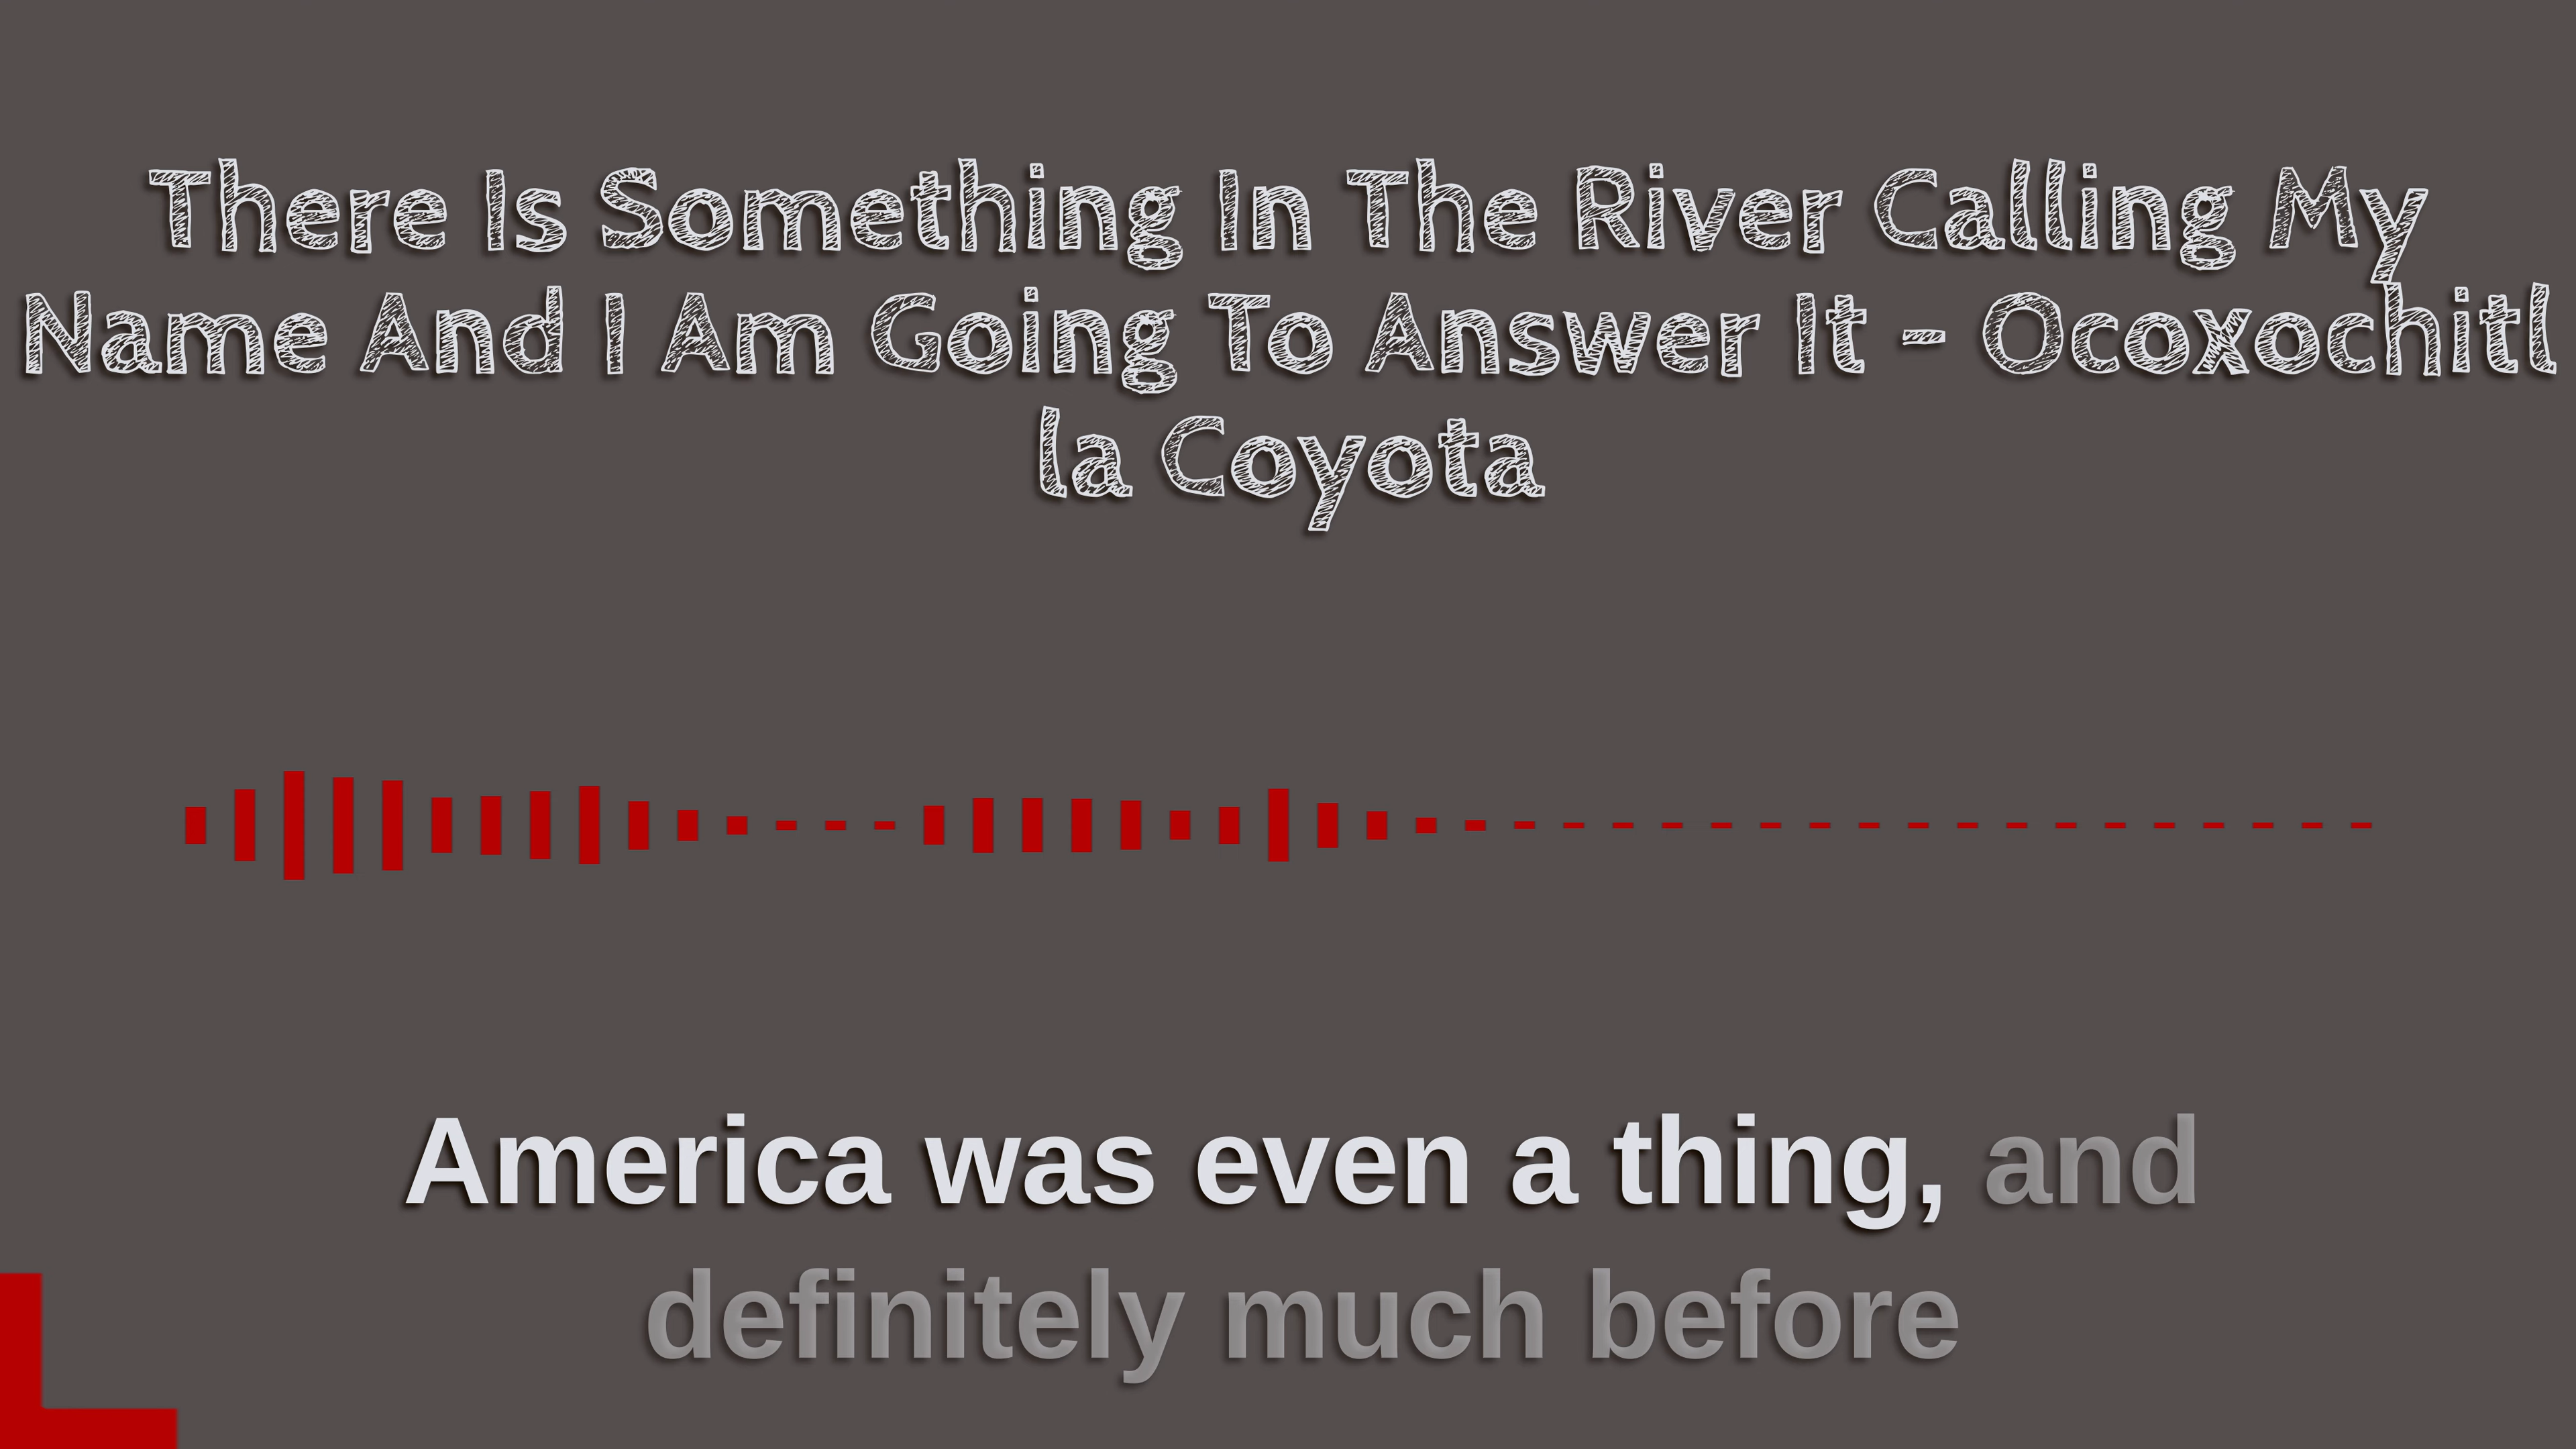 There Is Something In The River Calling My
Name And I Am Going To Answer It - Ocoxochitl
la Coyota
America was even a thing, and
definitely much before